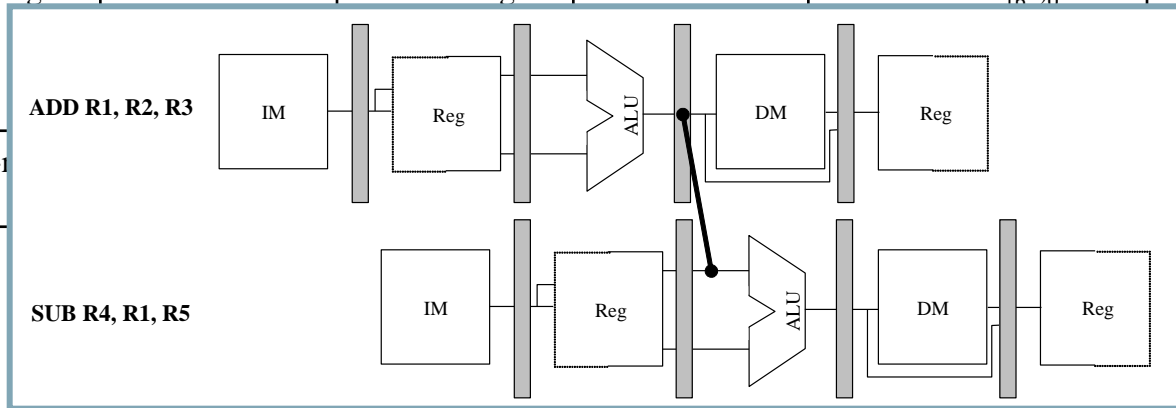 ADD R1, R2, R3
IM
Reg
ALU
DM
Reg
SUB R4, R1, R5
IM
Reg
ALU
DM
Reg